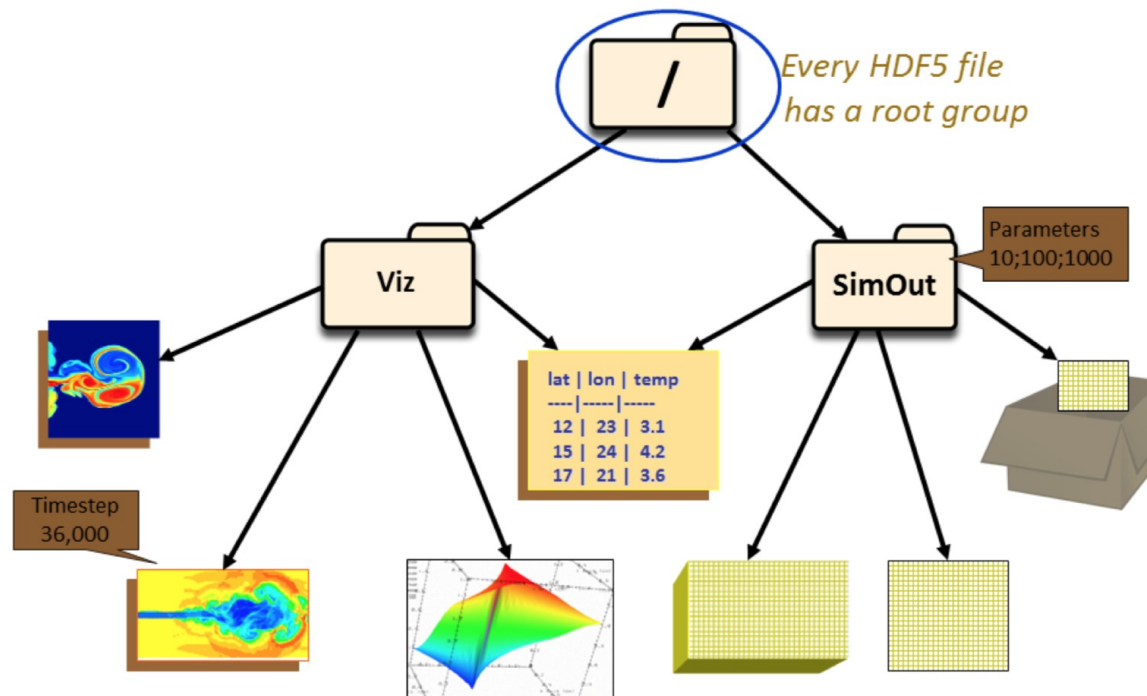 /
Every HDF5 file
has a root group
Parameters
10;100;1000
Viz
SimOut
lat | lon | temp
----|-----|-----
12 | 23 | 3.1
15 | 24 | 4.2
17 | 21 | 3.6
Timestep
36,000